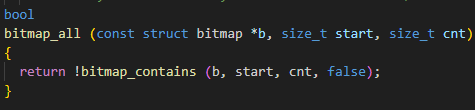 bool
bitmap_all (const struct bitmap *b, size_t start, size_t cnt)
{
  return !bitmap_contains (b, start, cnt, false);
}